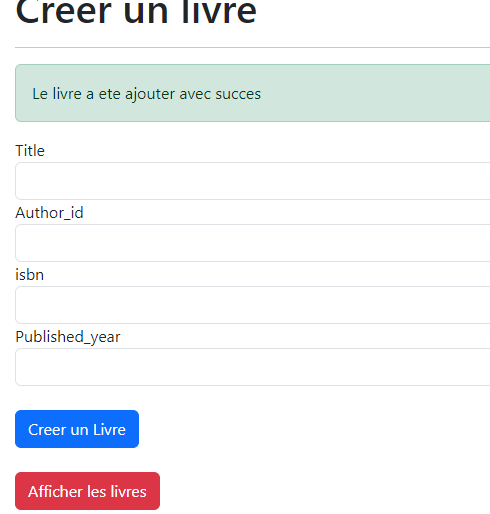 Creer un livre
Le livre a ete ajouter avec succes
Title
Author_id
isbn
Published_year
Creer un Livre
Afficher les livres